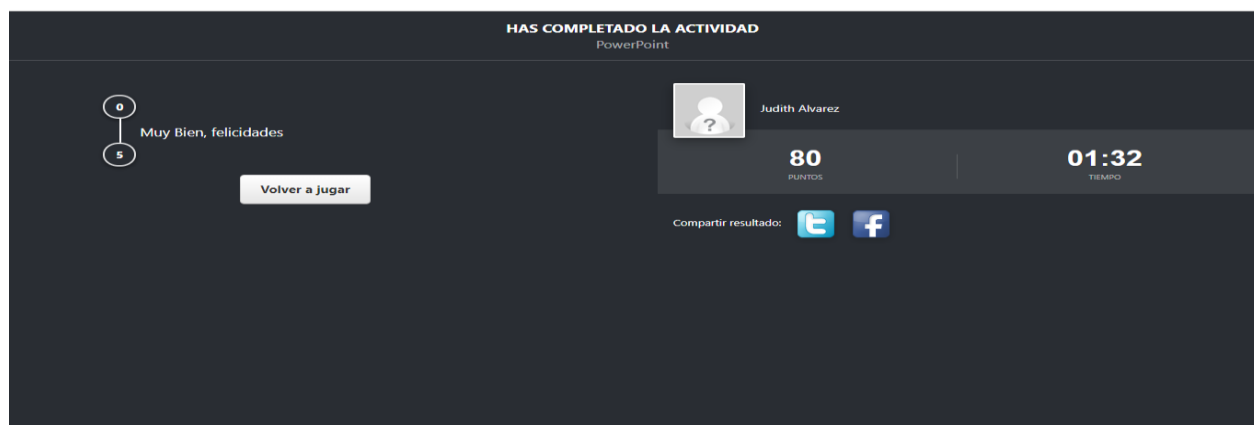 HAS COMPLETADO LA ACTIVIDAD
PowerPoint
0
Muy Bien, felicidades
5
Volver a jugar
?
Judith Alvarez
80
PUNTOS
01:32
TIEMPO
Compartir resultado: